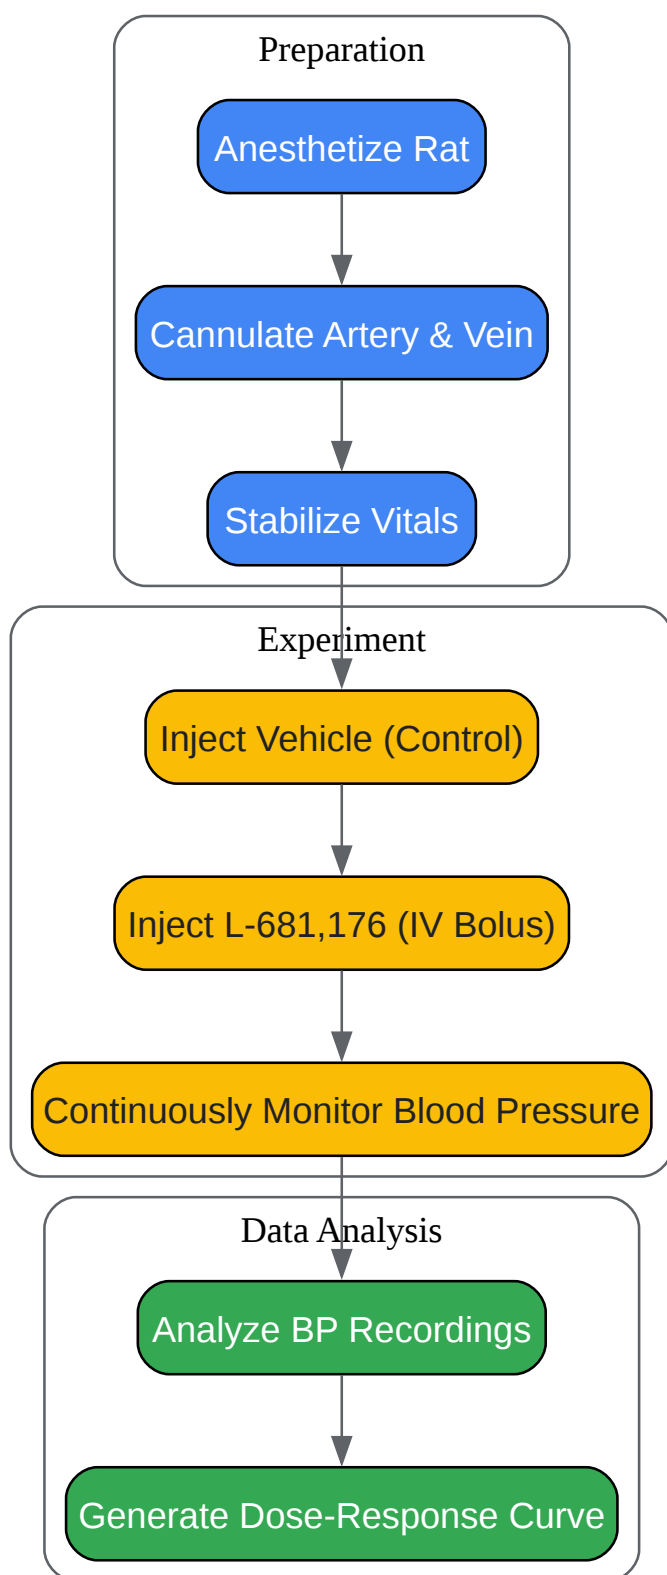 Preparation
Anesthetize Rat
Cannulate Artery & Vein
Stabilize Vitals
Experiment
Inject Vehicle (Control)
Inject L-681,176 (IV Bolus)
Continuously Monitor Blood Pressure
Data Analysis
Analyze BP Recordings
Generate Dose-Response Curve